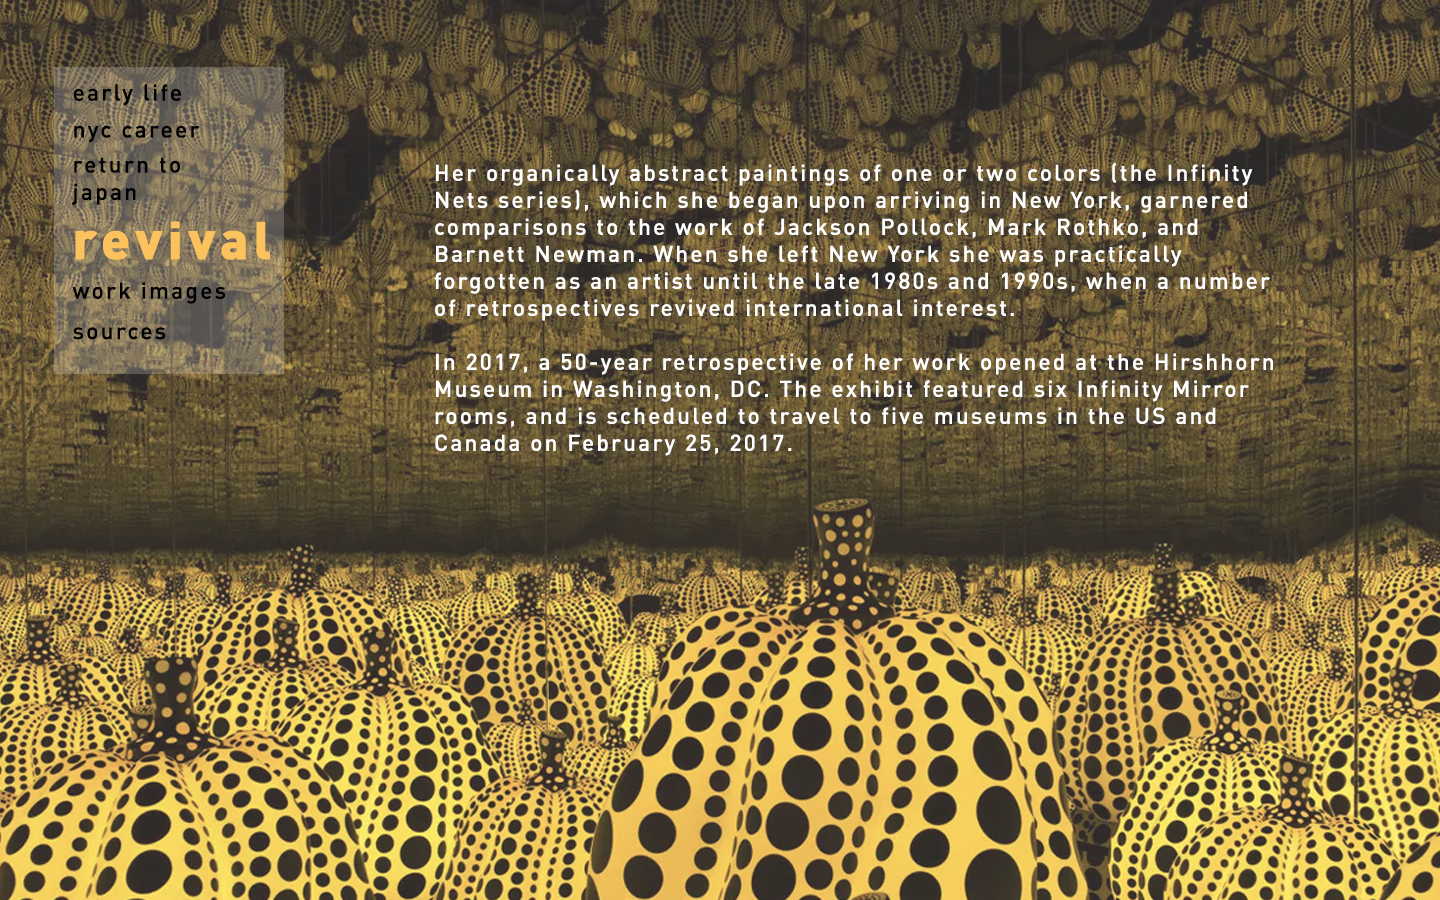 early life
nyc career
return to
japan
revival
work images
sources
Her organically abstract paintings of one or two colors (the Infinity
Nets series), which she began upon arriving in New York, garnered
comparisons to the work of Jackson Pollock, Mark Rothko, and
Barnett Newman. When she left New York she was practically
forgotten as an artist until the late 1980s and 1990s, when a number
of retrospectives revived international interest.
In 2017, a 50-year retrospective of her work opened at the Hirshhorn
Museum in Washington, DC. The exhibit featured six Infinity Mirror
rooms, and is scheduled to travel to five museums in the US and
Canada on February 25, 2017.